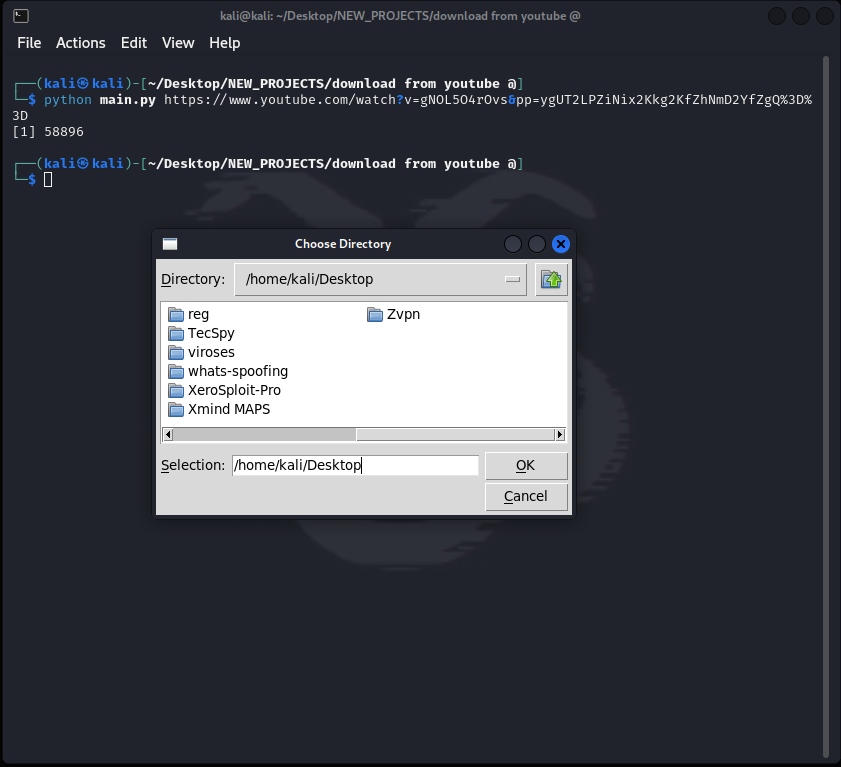 kali@kali: ~/Desktop/NEW_PROJECTS/download from youtube @
File Actions Edit View Help
┌──(kali㉿kali)-[~/Desktop/NEW_PROJECTS/download from youtube @]
└─$ python main.py https://www.youtube.com/watch?v=gNOL5O4rOvs&pp=ygUT2LPZiNix2Kkg2KfZhNmD2YfZgQ%3D%
3D
[1] 58896
┌──(kali㉿kali)-[~/Desktop/NEW_PROJECTS/download from youtube @]
└─$
Choose Directory
Directory: /home/kali/Desktop
reg Zvpn
TecSpy
viroses
whats-spoofing
XeroSploit-Pro
Xmind MAPS
Selection: /home/kali/Desktop OK
Cancel